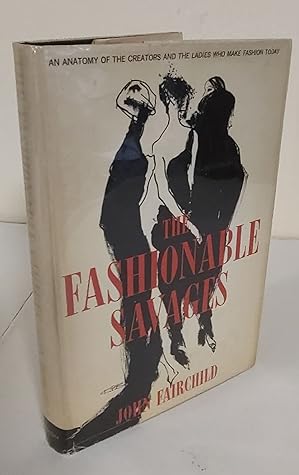 AN ANATOMY OF THE CREATORS AND THE LADIES WHO MAKE FASHION TODAY
THE
FASHIONABLE
SAVAGES
JOHN FAIRCHILD